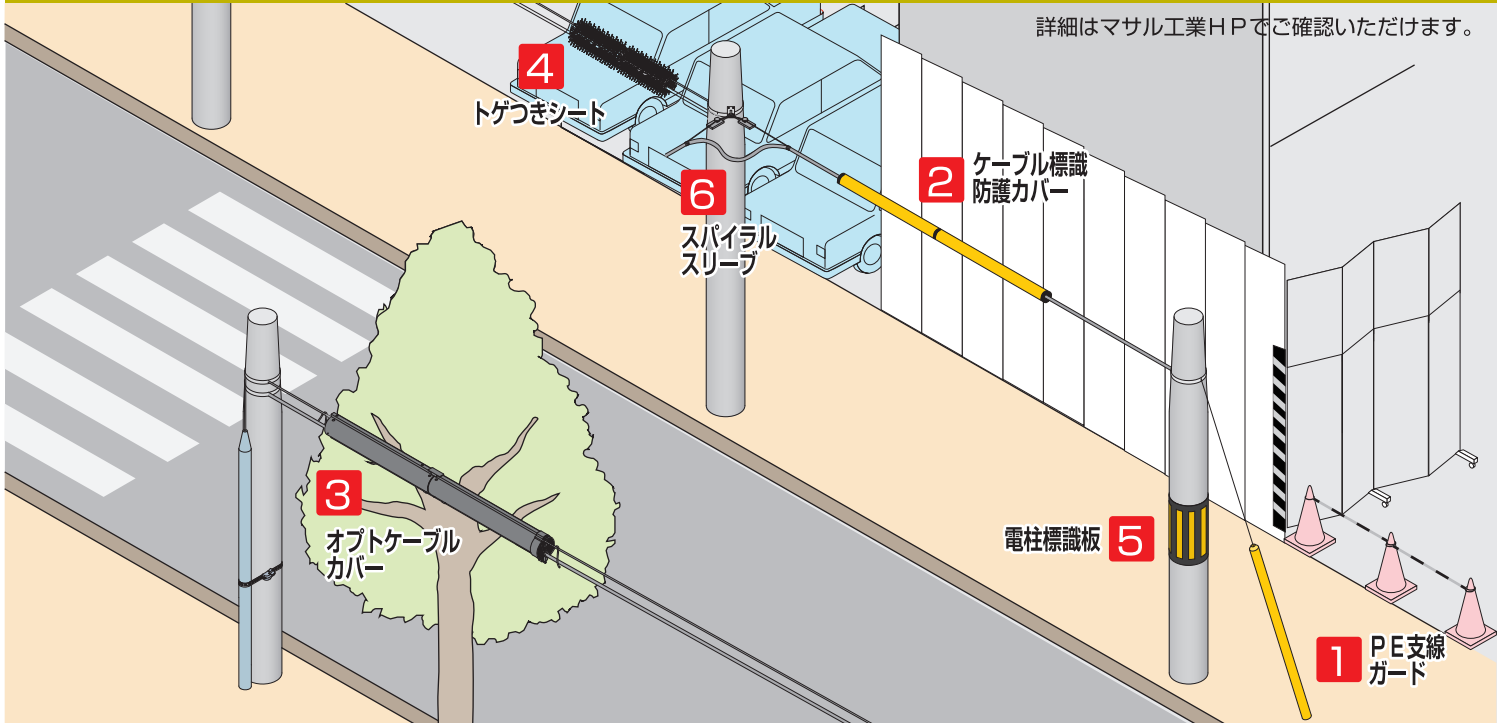 詳細はマサル工業HPでご確認いただけます。
4
トゲつきシート
2
ケーブル標識
防護カバー
6
スパイラル
スリーブ
3
オプトケーブル
カバー
電柱標識板
5
1
PE支線
ガード